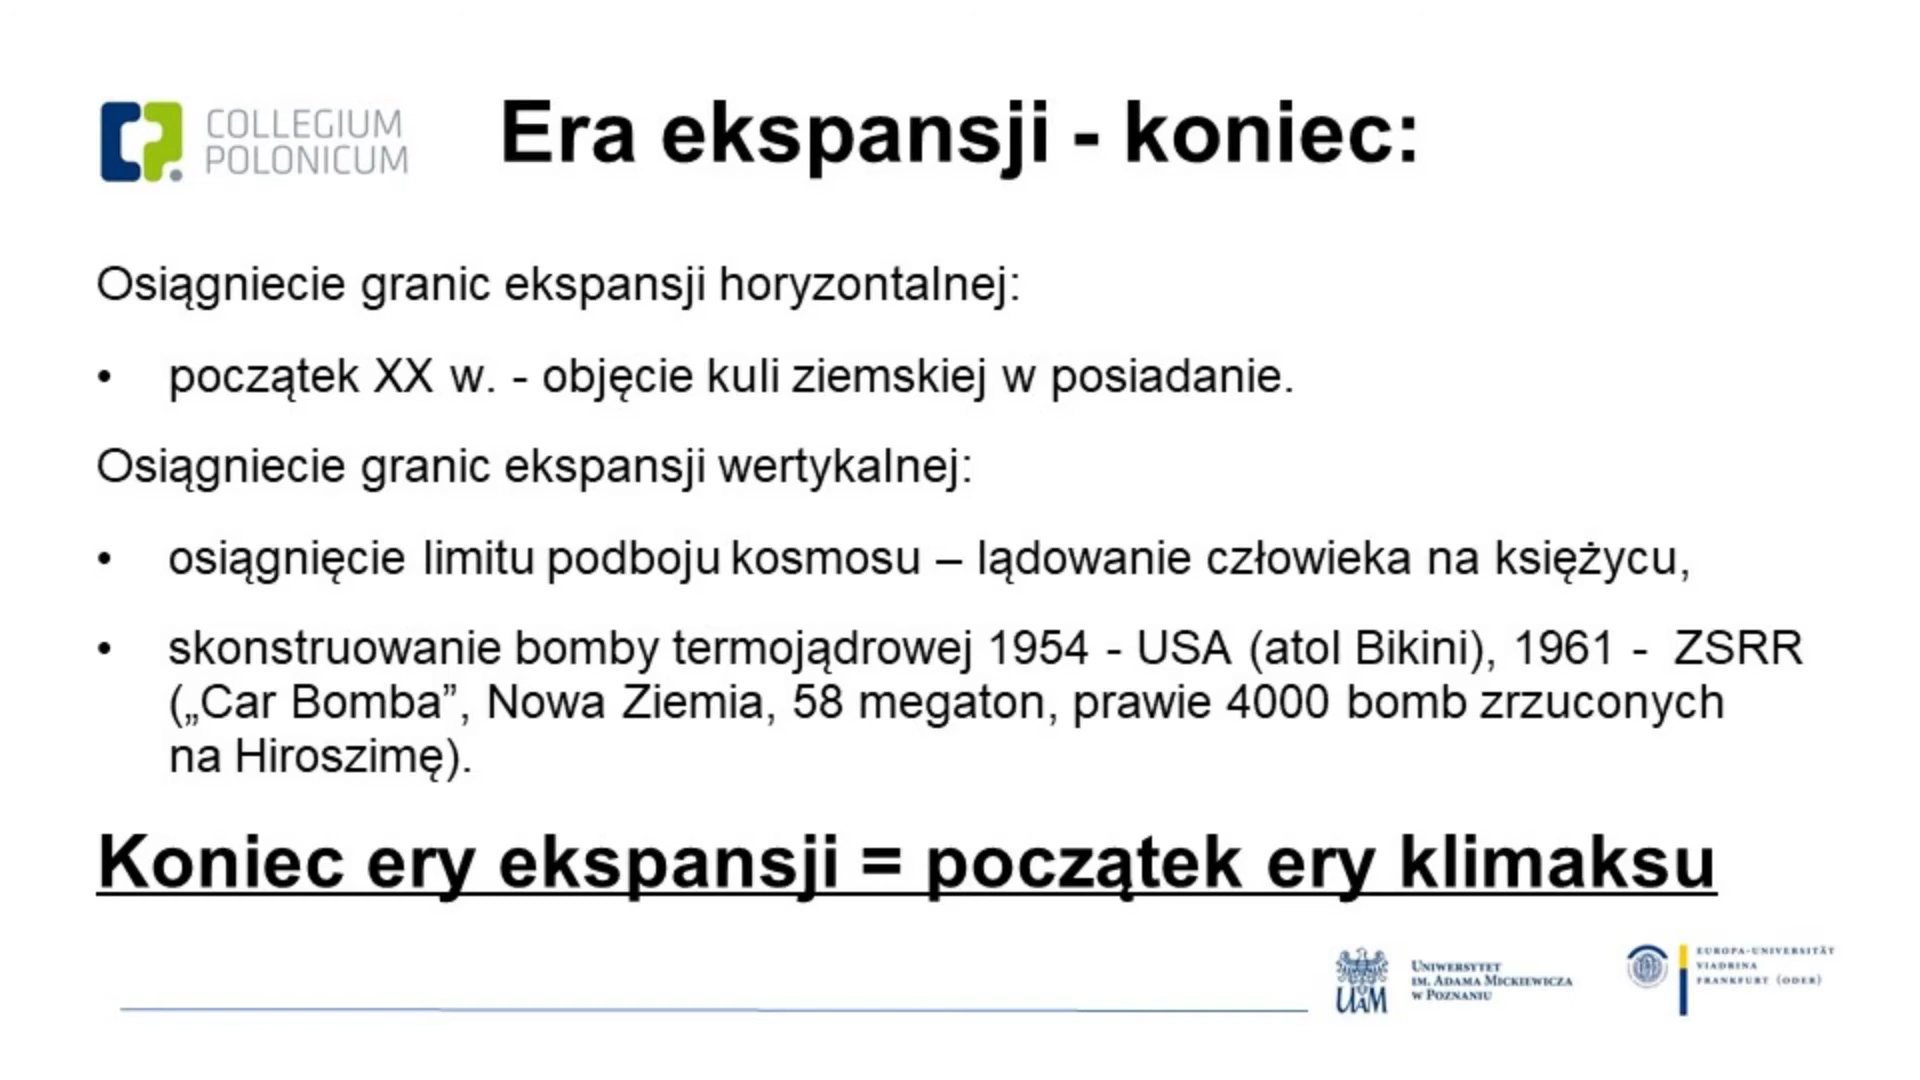 COLLEGIUM
POLONICUM
Era ekspansji - koniec:
Osiągniecie granic ekspansji horyzontalnej:
• początek XX w. - objęcie kuli ziemskiej w posiadanie.
Osiągniecie granic ekspansji wertykalnej:
• osiągnięcie limitu podboju kosmosu – lądowanie człowieka na księżycu,
• skonstruowanie bomby termojądrowej 1954 - USA (atol Bikini), 1961 - ZSRR
(„Car Bomba”, Nowa Ziemia, 58 megaton, prawie 4000 bomb zrzuconych
na Hiroszimę).
Koniec ery ekspansji = początek ery klimaksu
UAM
UNIWERSYTET
IM. ADAMA MICKIEWICZA
W POZNANIU
EUROPA-UNIVERSITÄT
VIADRINA
FRANKFURT (ODER)